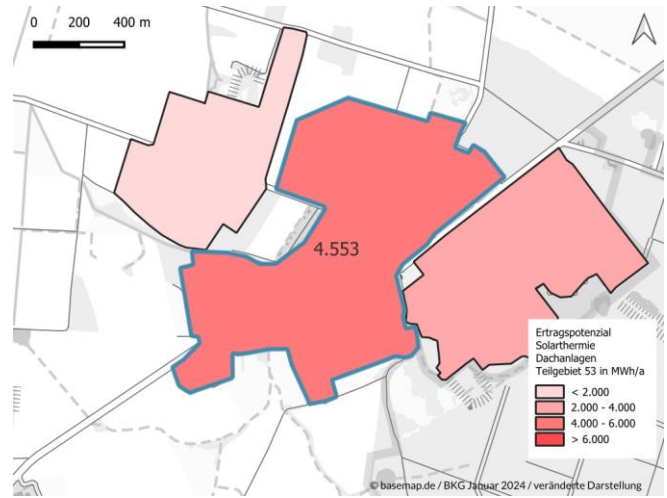 0 200 400 m
4.553
Ertragspotenzial
Solarthermie
Dachanlagen
Teilgebiet 53 in MWh/a
< 2.000
2.000 - 4.000
4.000 - 6.000
> 6.000
© basemap.de / BKG Januar 2024 / veränderte Darstellung